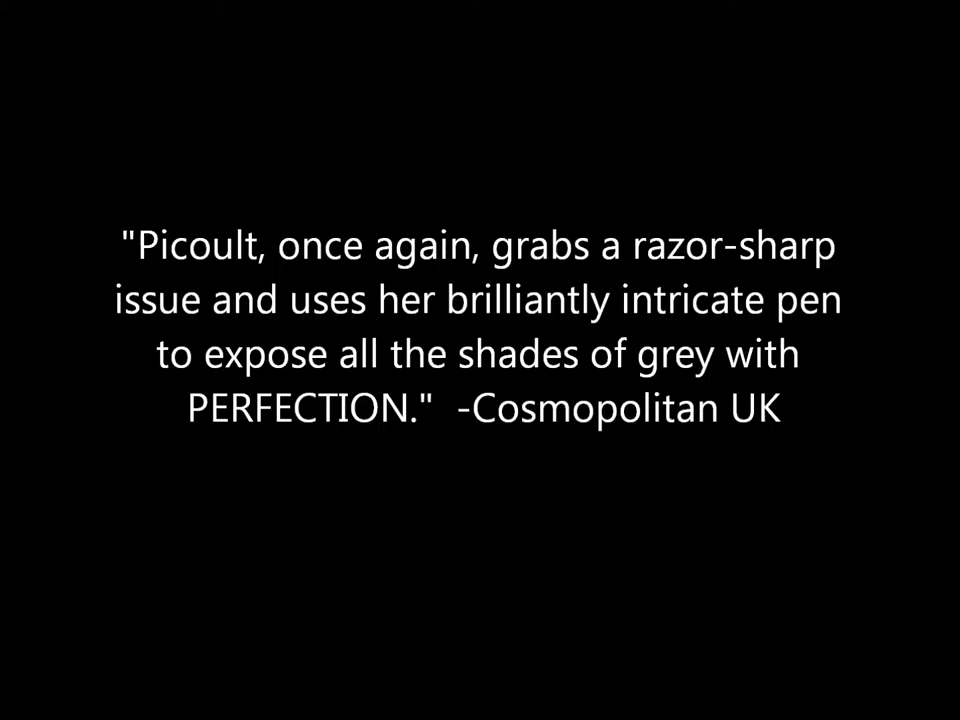 "Picoult, once again, grabs a razor-sharp
issue and uses her brilliantly intricate pen
to expose all the shades of grey with
PERFECTION."  -Cosmopolitan UK